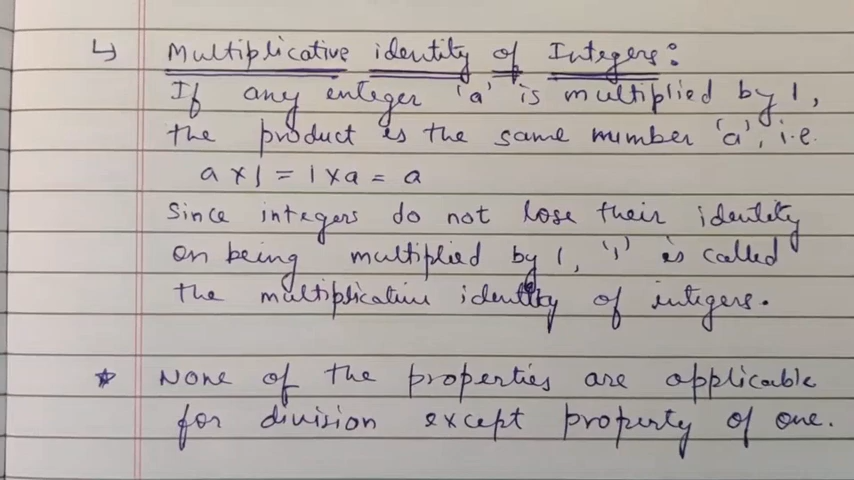 ↳ Multiplicative identity of Integers:
If any integer 'a' is multiplied by 1,
the product is the same number 'a', i.e.
a × 1 = 1 × a = a
Since integers do not lose their identity
on being multiplied by 1, '1' is called
the multiplicative identity of integers.
☆ None of the properties are applicable
for division except property of one.